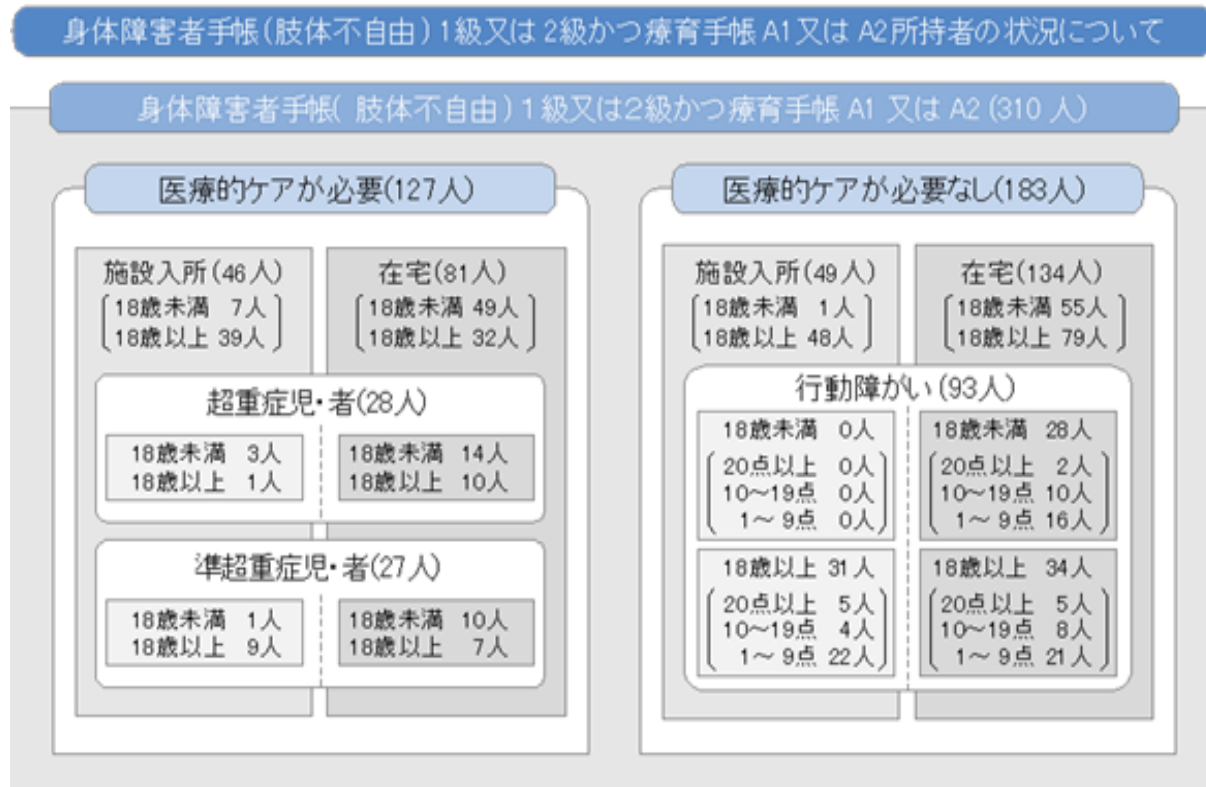 身体障害者手帳(肢体不自由)1級又は2級かつ療育手帳A1又はA2所持者の状況について
身体障害者手帳(肢体不自由)1級又は2級かつ療育手帳A1又はA2(310人)
医療的ケアが必要(127人)
施設入所(46人)
18歳未満 7人
18歳以上 39人
在宅(81人)
18歳未満 49人
18歳以上 32人
超重症児・者(28人)
18歳未満 3人
18歳以上 1人
18歳未満 14人
18歳以上 10人
準超重症児・者(27人)
18歳未満 1人
18歳以上 9人
18歳未満 10人
18歳以上 7人
医療的ケアが必要なし(183人)
施設入所(49人)
18歳未満 1人
18歳以上 48人
在宅(134人)
18歳未満 55人
18歳以上 79人
行動障がい(93人)
18歳未満 0人
20点以上 0人
10〜19点 0人
1〜9点 0人
18歳未満 28人
20点以上 2人
10〜19点 10人
1〜9点 16人
18歳以上 31人
20点以上 5人
10〜19点 4人
1〜9点 22人
18歳以上 34人
20点以上 5人
10〜19点 8人
1〜9点 21人